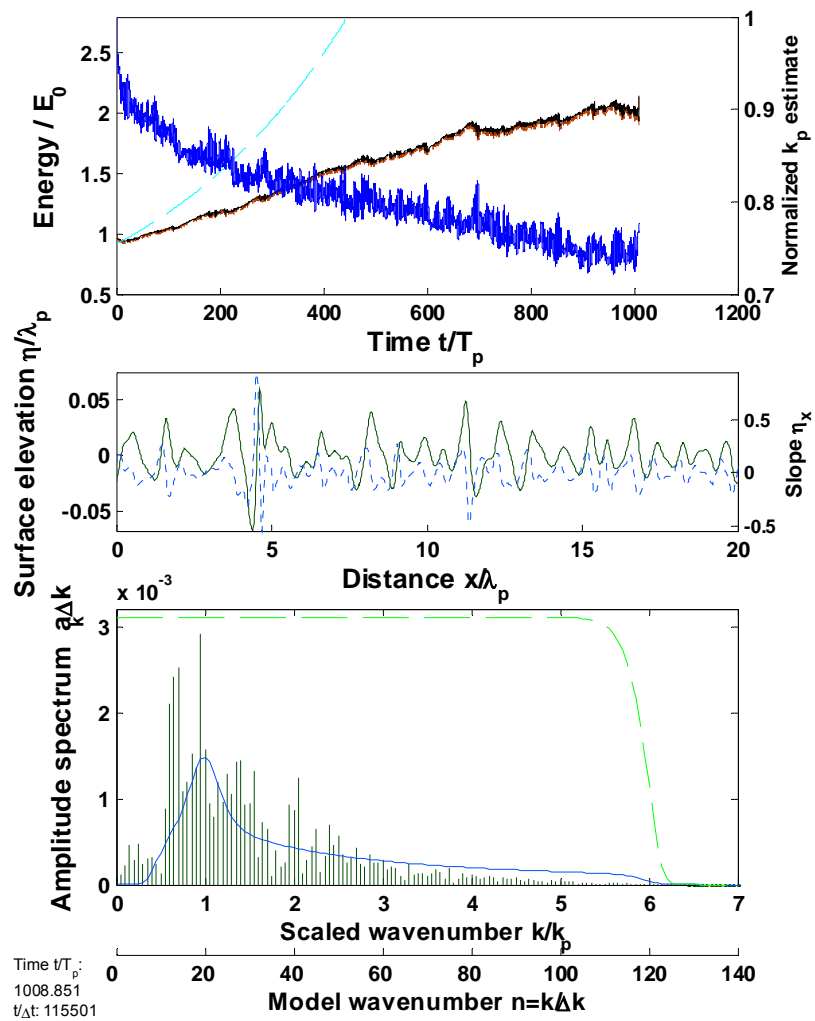 2.5
2
1.5
1
0.5
Energy / E0
1
0.9
0.8
0.7
Normalized kp estimate
0 200 400 600 800 1000 1200
Time t/Tp
Surface elevation η/λp
0.05
0
-0.05
0.5
0
-0.5
Slope ηx
0 5 10 15 20
Distance x/λp
x 10-3
3
2
1
0
Amplitude spectrum akΔk
0 1 2 3 4 5 6 7
Scaled wavenumber k/kp
0 20 40 60 80 100 120 140
Model wavenumber n=k/Δk
Time t/Tp:
1008.851
t/Δt: 115501